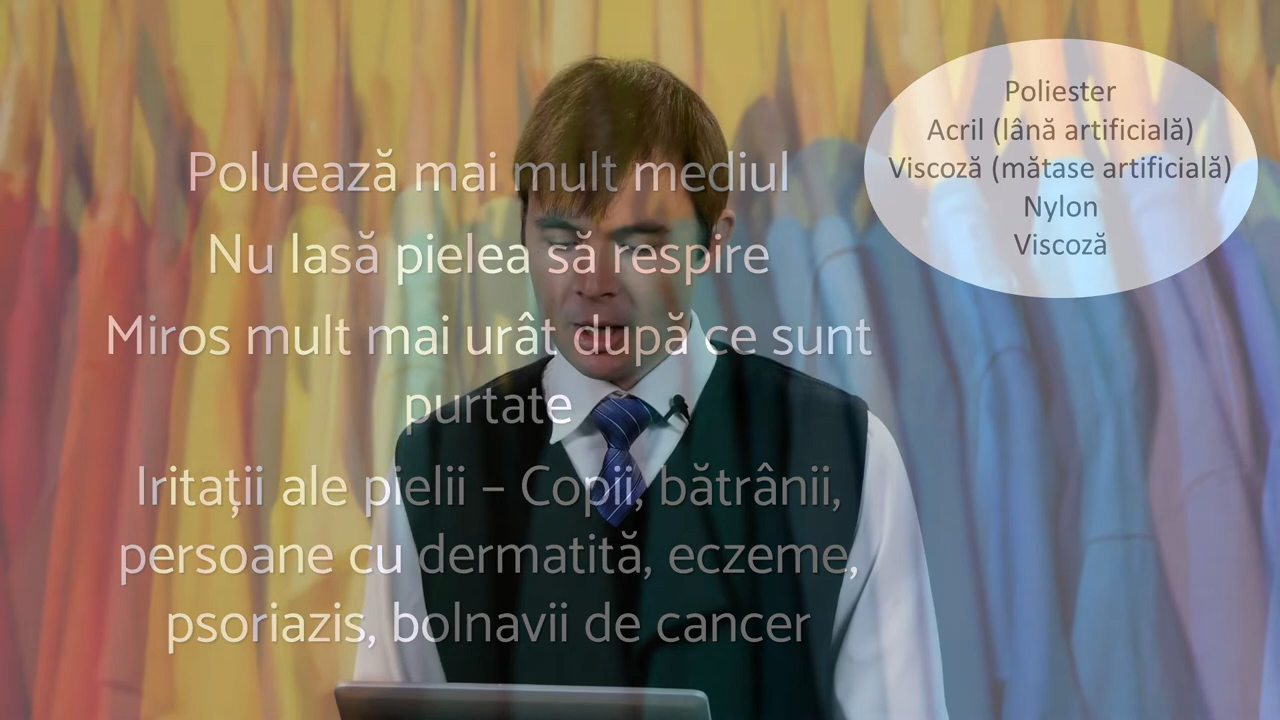 Poluează mai mult mediul
Nu lasă pielea să respire
Miros mult mai urât după ce sunt
purtate
Iritații ale pielii – Copii, bătrânii,
persoane cu dermatită, eczeme,
psoriazis, bolnavii de cancer
Poliester
Acril (lână artificială)
Viscoză (mătase artificială)
Nylon
Viscoză